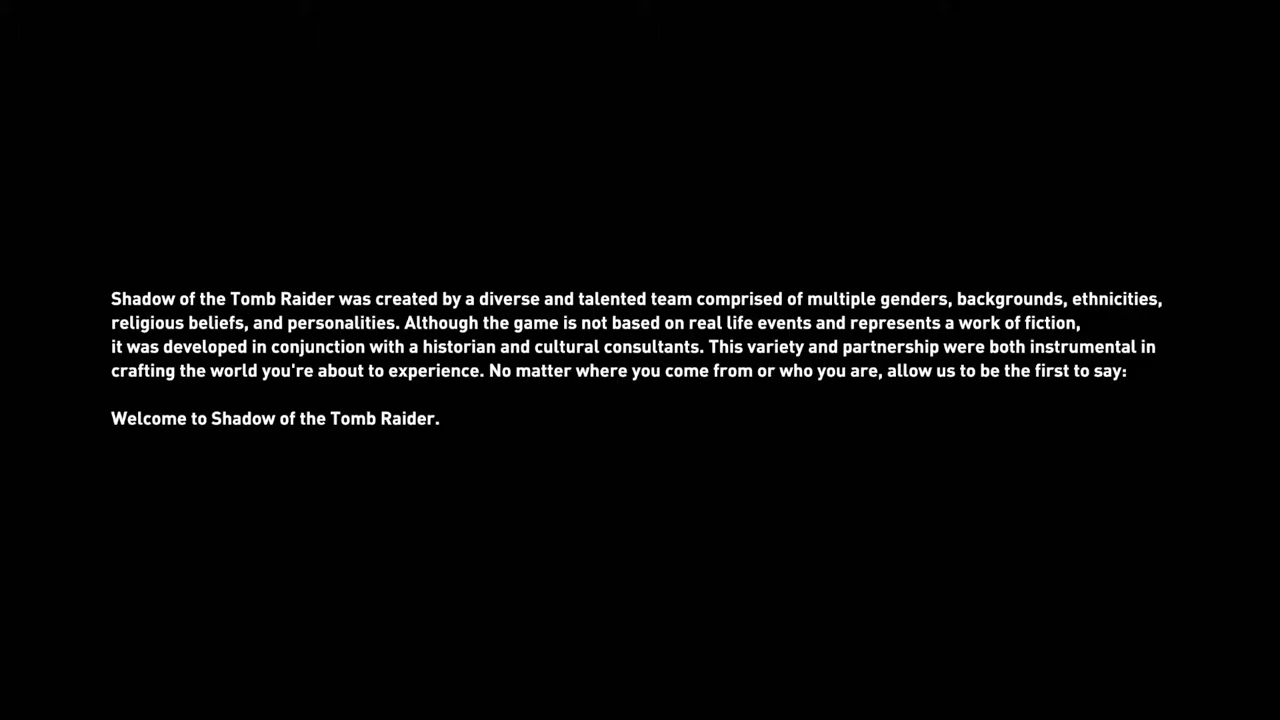 Shadow of the Tomb Raider was created by a diverse and talented team comprised of multiple genders, backgrounds, ethnicities,
religious beliefs, and personalities. Although the game is not based on real life events and represents a work of fiction,
it was developed in conjunction with a historian and cultural consultants. This variety and partnership were both instrumental in
crafting the world you're about to experience. No matter where you come from or who you are, allow us to be the first to say:
Welcome to Shadow of the Tomb Raider.